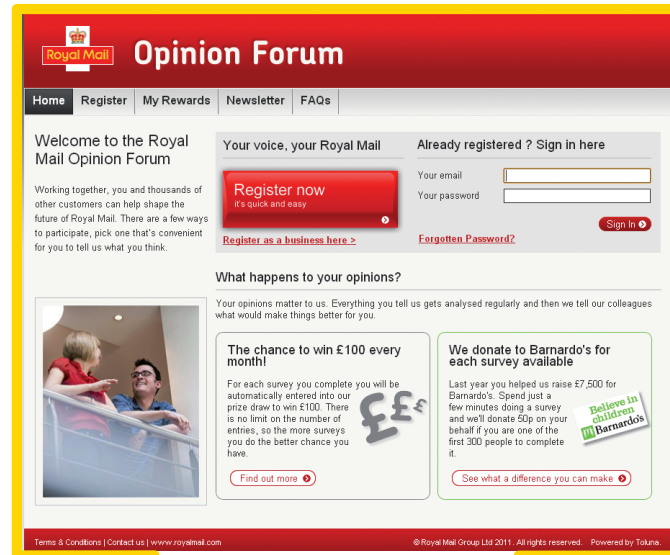 Royal Mail
Opinion Forum
Home Register My Rewards Newsletter FAQs
Welcome to the Royal
Mail Opinion Forum
Working together, you and thousands of
other customers can help shape the
future of Royal Mail. There are a few ways
to participate, pick one that's convenient
for you to tell us what you think.
Your voice, your Royal Mail
Register now
it's quick and easy
Register as a business here >
Already registered ? Sign in here
Your email
Your password
Sign In
Forgotten Password?
What happens to your opinions?
Your opinions matter to us. Everything you tell us gets analysed regularly and then we tell our colleagues
what would make things better for you.
The chance to win £100 every
month!
For each survey you complete you will be
automatically entered into our
prize draw to win £100. There
is no limit on the number of
entries, so the more surveys
you do the better chance you
have.
£££
Find out more
We donate to Barnardo's for
each survey available
Last year you helped us raise £7,500 for
Barnardo's. Spend just a
few minutes doing a survey
and we'll donate 50p on your
behalf if you are one of the
first 300 people to complete
it.
Believe in
children
Barnardo's
See what a difference you can make
Terms & Conditions | Contact us | www.royalmail.com
© Royal Mail Group Ltd 2011. All rights reserved. Powered by Toluna.